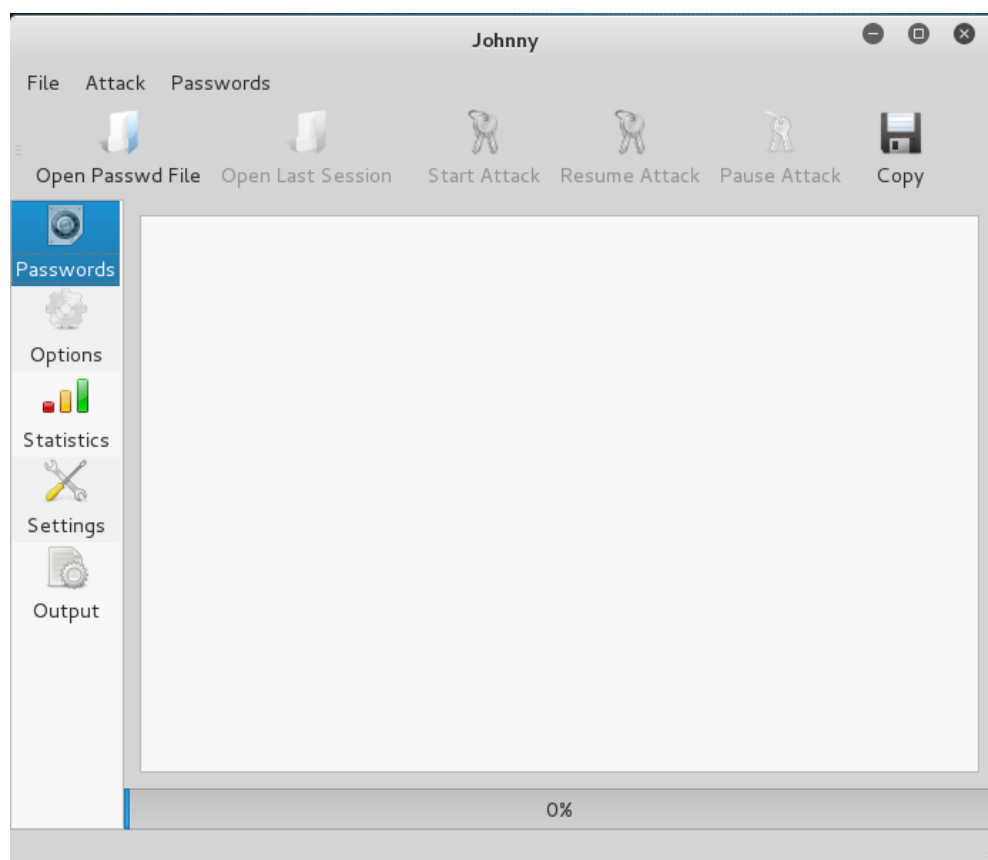 Johnny
File Attack Passwords
Open Passwd File Open Last Session Start Attack Resume Attack Pause Attack Copy
Passwords
Options
Statistics
Settings
Output
0%